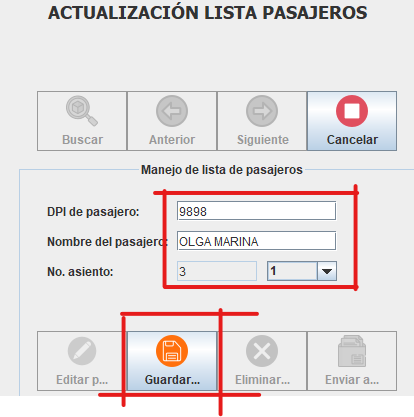 ACTUALIZACIÓN LISTA PASAJEROS
Buscar Anterior Siguiente Cancelar
Manejo de lista de pasajeros
DPI de pasajero: 9898
Nombre del pasajero: OLGA MARINA
No. asiento: 3 1
Editar p... Guardar... Eliminar... Enviar a...